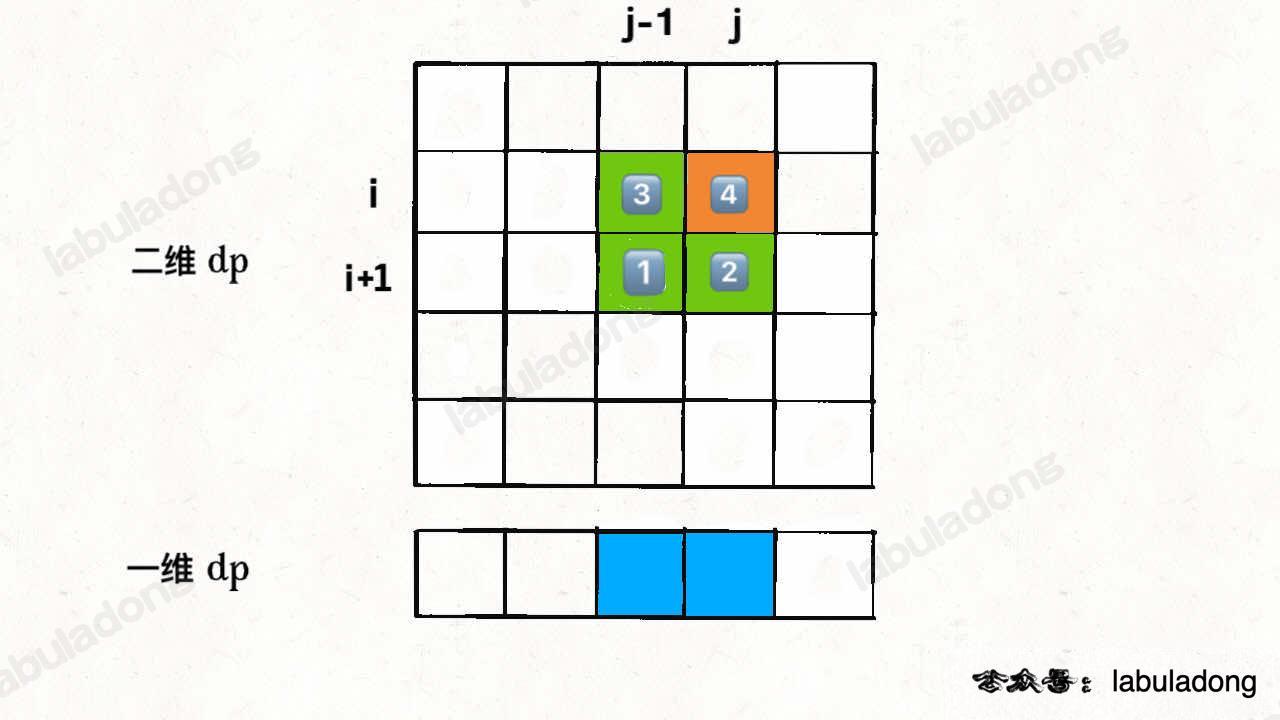 j-1 j
i
3 4
二维 dp
i+1
1 2
一维 dp
公众号： labuladong
labuladong
labuladong
labuladong
labuladong
labuladong